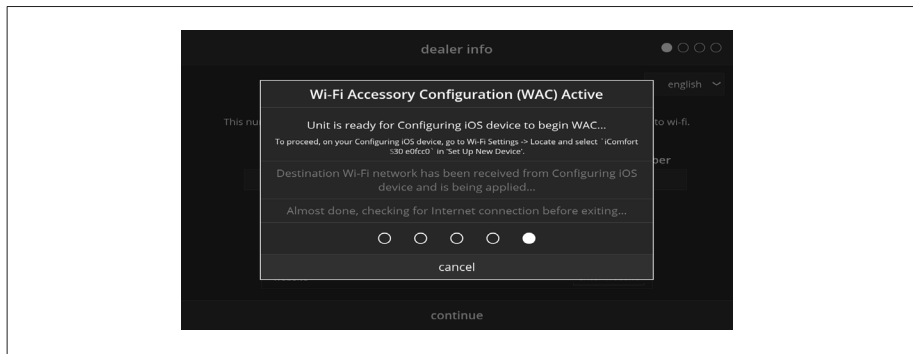 dealer info
english
Wi-Fi Accessory Configuration (WAC) Active
This nu
Unit is ready for Configuring iOS device to begin WAC...
to wi-fi.
To proceed, on your Configuring iOS device, go to Wi-Fi Settings -> Locate and select `iComfort
S30 e0fcc0` in 'Set Up New Device'.
ber
Destination Wi-Fi network has been received from Configuring iOS
device and is being applied...
Almost done, checking for Internet connection before exiting...
cancel
continue